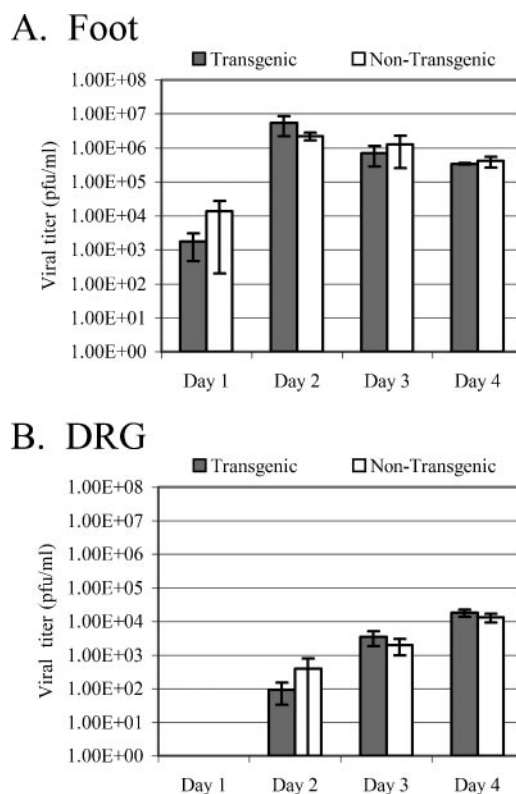 A. Foot
Transgenic Non-Transgenic
Viral titer (pfu/ml)
1.00E+08
1.00E+07
1.00E+06
1.00E+05
1.00E+04
1.00E+03
1.00E+02
1.00E+01
1.00E+00
Day 1 Day 2 Day 3 Day 4
B. DRG
Transgenic Non-Transgenic
Viral titer (pfu/ml)
1.00E+08
1.00E+07
1.00E+06
1.00E+05
1.00E+04
1.00E+03
1.00E+02
1.00E+01
1.00E+00
Day 1 Day 2 Day 3 Day 4